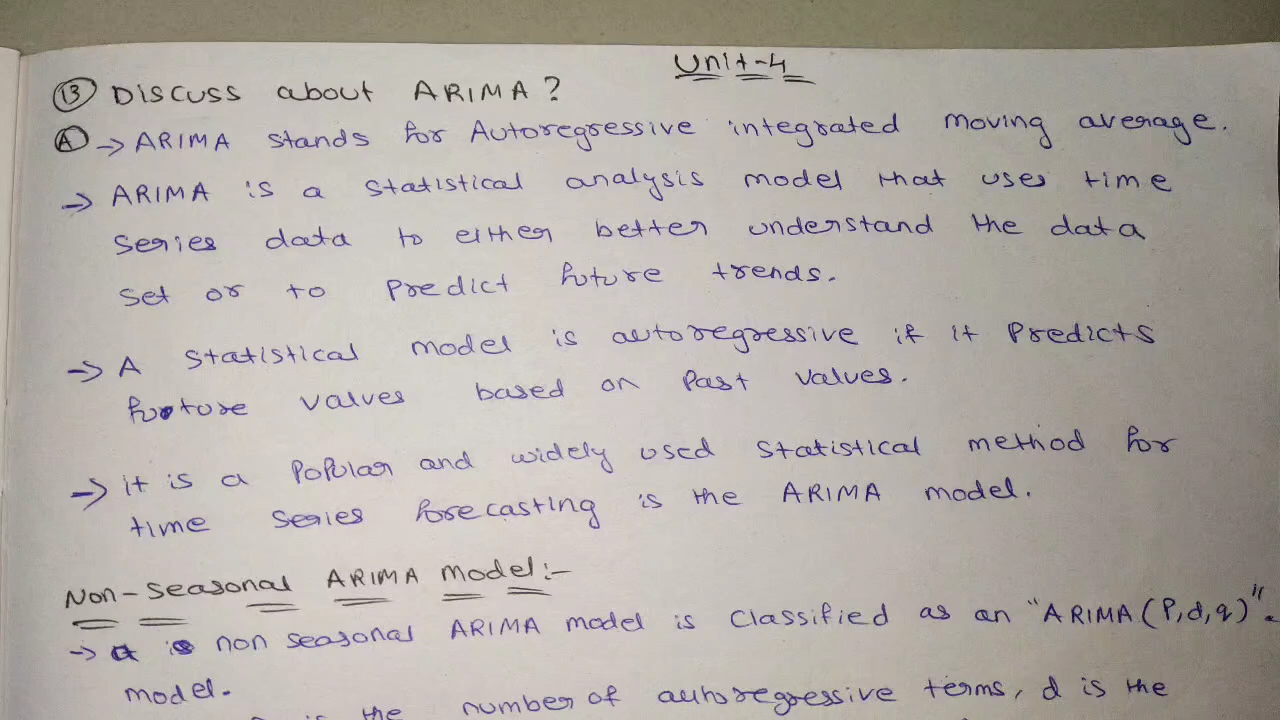 Unit-4
13 Discuss about ARIMA?
A → ARIMA stands for Autoregressive integrated moving average.
→ ARIMA is a statistical analysis model that uses time
series data to either better understand the data
set or to predict future trends.
→ A statistical model is autoregressive if it predicts
future values based on past values.
→ it is a popular and widely used statistical method for
time series forecasting is the ARIMA model.
Non-seasonal ARIMA model:-
→ a non seasonal ARIMA model is classified as an "ARIMA(P,d,q)".
model.
is the number of autoregressive terms, d is the